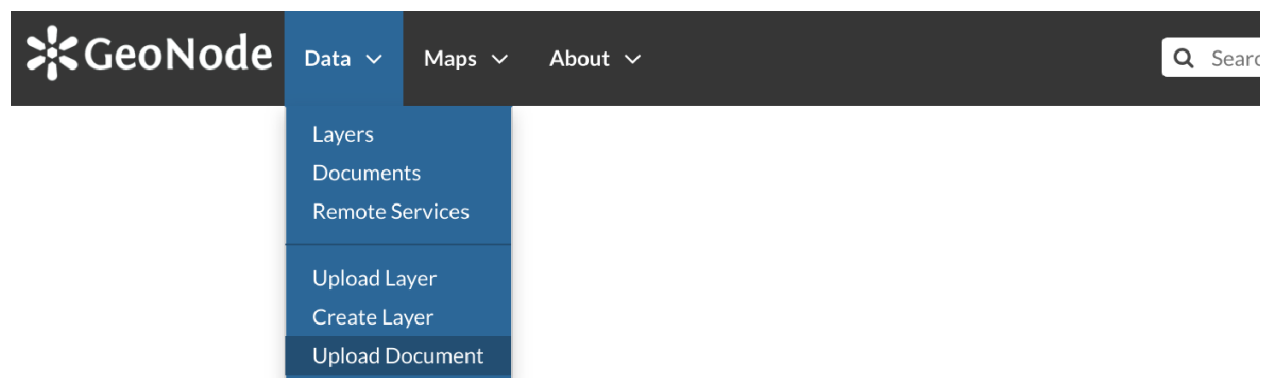 GeoNode Data Maps About
Layers
Documents
Remote Services
Upload Layer
Create Layer
Upload Document